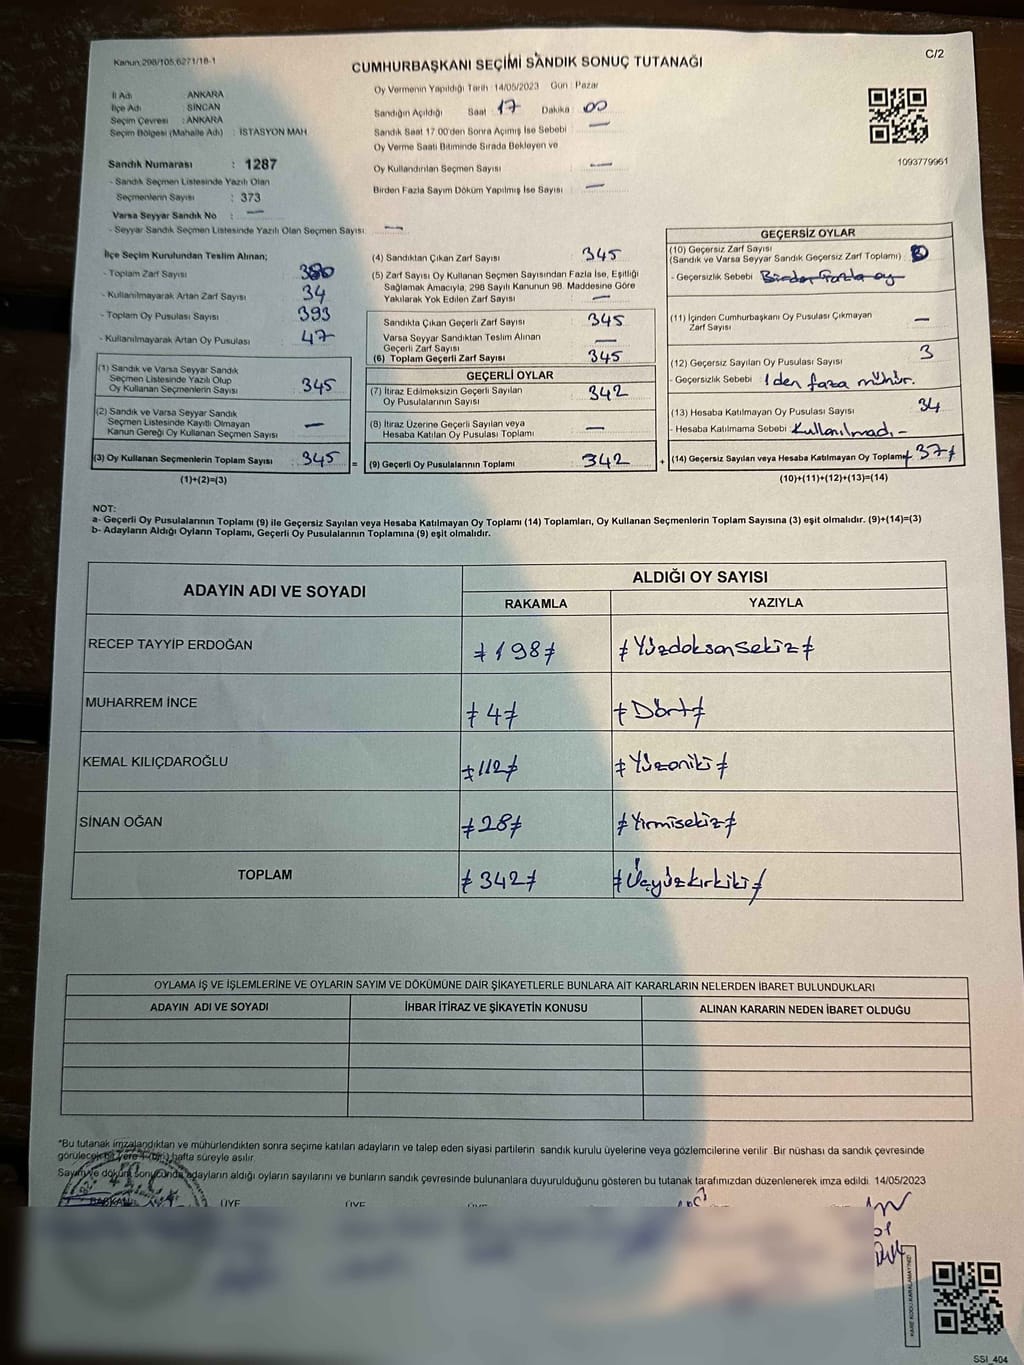 Kanun:298/105,6271/18-1
C/2
CUMHURBAŞKANI SEÇİMİ SANDIK SONUÇ TUTANAĞI
Oy Vermenin Yapıldığı Tarih : 14/05/2023 Gün : Pazar
İl Adı : ANKARA
İlçe Adı : SİNCAN
Seçim Çevresi : ANKARA
Seçim Bölgesi (Mahalle Adı) : İSTASYON MAH.
Sandığın Açıldığı Saat : 17 Dakika : 00
Sandık Saat 17.00'den Sonra Açımış İse Sebebi : —
Oy Verme Saati Bitiminde Sırada Bekleyen ve
Oy Kullandırılan Seçmen Sayısı : —
Birden Fazla Sayım Döküm Yapılmış İse Sayısı : —
1093779961
Sandık Numarası : 1287
- Sandık Seçmen Listesinde Yazılı Olan
Seçmenlerin Sayısı : 373
Varsa Seyyar Sandık No : —
- Seyyar Sandık Seçmen Listesinde Yazılı Olan Seçmen Sayısı : —
İlçe Seçim Kurulundan Teslim Alınan;
- Toplam Zarf Sayısı : 380
- Kullanılmayarak Artan Zarf Sayısı : 34
- Toplam Oy Pusulası Sayısı : 393
- Kullanılmayarak Artan Oy Pusulası : 47
(1) Sandık ve Varsa Seyyar Sandık
Seçmen Listesinde Yazılı Olup
Oy Kullanan Seçmenlerin Sayısı : 345
(2) Sandık ve Varsa Seyyar Sandık
Seçmen Listesinde Kayıtlı Olmayan
Kanun Gereği Oy Kullanan Seçmen Sayısı : —
(3) Oy Kullanan Seçmenlerin Toplam Sayısı : 345 =
(1)+(2)=(3)
(4) Sandıktan Çıkan Zarf Sayısı : 345
(5) Zarf Sayısı Oy Kullanan Seçmen Sayısından Fazla İse, Eşitliği
Sağlamak Amacıyla, 298 Sayılı Kanunun 98. Maddesine Göre
Yakılarak Yok Edilen Zarf Sayısı : —
Sandıkta Çıkan Geçerli Zarf Sayısı : 345
Varsa Seyyar Sandıktan Teslim Alınan
Geçerli Zarf Sayısı : —
(6) Toplam Geçerli Zarf Sayısı : 345
GEÇERLİ OYLAR
(7) İtiraz Edilmeksizin Geçerli Sayılan
Oy Pusulalarının Sayısı : 342
(8) İtiraz Üzerine Geçerli Sayılan veya
Hesaba Katılan Oy Pusulası Toplamı : —
(9) Geçerli Oy Pusulalarının Toplamı : 342 +
GEÇERSİZ OYLAR
(10) Geçersiz Zarf Sayısı
(Sandık ve Varsa Seyyar Sandık Geçersiz Zarf Toplamı) :
- Geçersizlik Sebebi : Birden Fazla oy
(11) İçinden Cumhurbaşkanı Oy Pusulası Çıkmayan
Zarf Sayısı : —
(12) Geçersiz Sayılan Oy Pusulası Sayısı : 3
- Geçersizlik Sebebi : 1den fazla mühür.
(13) Hesaba Katılmayan Oy Pusulası Sayısı : 34
- Hesaba Katılmama Sebebi : Kullanılmadı -
(14) Geçersiz Sayılan veya Hesaba Katılmayan Oy Toplamı ≠37≠
(10)+(11)+(12)+(13)=(14)
NOT:
a- Geçerli Oy Pusulalarının Toplamı (9) ile Geçersiz Sayılan veya Hesaba Katılmayan Oy Toplamı (14) Toplamları, Oy Kullanan Seçmenlerin Toplam Sayısına (3) eşit olmalıdır. (9)+(14)=(3)
b- Adayların Aldığı Oyların Toplamı, Geçerli Oy Pusulalarının Toplamına (9) eşit olmalıdır.
ADAYIN ADI VE SOYADI
ALDIĞI OY SAYISI
RAKAMLA
YAZIYLA
RECEP TAYYİP ERDOĞAN ≠198≠ ≠Yüzdoksansekiz≠
MUHARREM İNCE ≠4≠ ≠Dört≠
KEMAL KILIÇDAROĞLU ≠112≠ ≠Yüzoniki≠
SİNAN OĞAN ≠28≠ ≠Yirmisekiz≠
TOPLAM ≠342≠ ≠Üçyüzkırkiki≠
OYLAMA İŞ VE İŞLEMLERİNE VE OYLARIN SAYIM VE DÖKÜMÜNE DAİR ŞİKAYETLERLE BUNLARA AİT KARARLARIN NELERDEN İBARET BULUNDUKLARI
ADAYIN ADI VE SOYADI
İHBAR İTİRAZ VE ŞİKAYETİN KONUSU
ALINAN KARARIN NEDEN İBARET OLDUĞU
*Bu tutanak imzalandıktan ve mühürlendikten sonra seçime katılan adayların ve talep eden siyasi partilerin sandık kurulu üyelerine veya gözlemcilerine verilir. Bir nüshası da sandık çevresinde
görülecek bir yere 1 (bir) hafta süreyle asılır.
Sayım ve döküm sonucunda adayların aldığı oyların sayılarını ve bunların sandık çevresinde bulunanlara duyurulduğunu gösteren bu tutanak tarafımızdan düzenlenerek imza edildi. 14/05/2023
BAŞKAN
ÜYE
ÜYE
KARE KODU KARALAMAYINIZ!
SSI_404